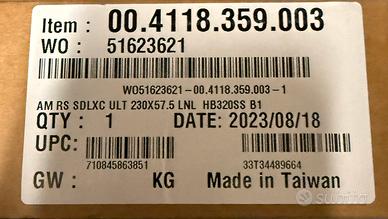 Item : 00.4118.359.003
WO : 51623621
WO51623621-00.4118.359.003-1
AM RS SDLXC ULT 230X57.5 LNL HB320SS B1
QTY : 1 DATE: 2023/08/18
UPC:
710845863851 33T34489664
GW : KG Made in Taiwan
subito